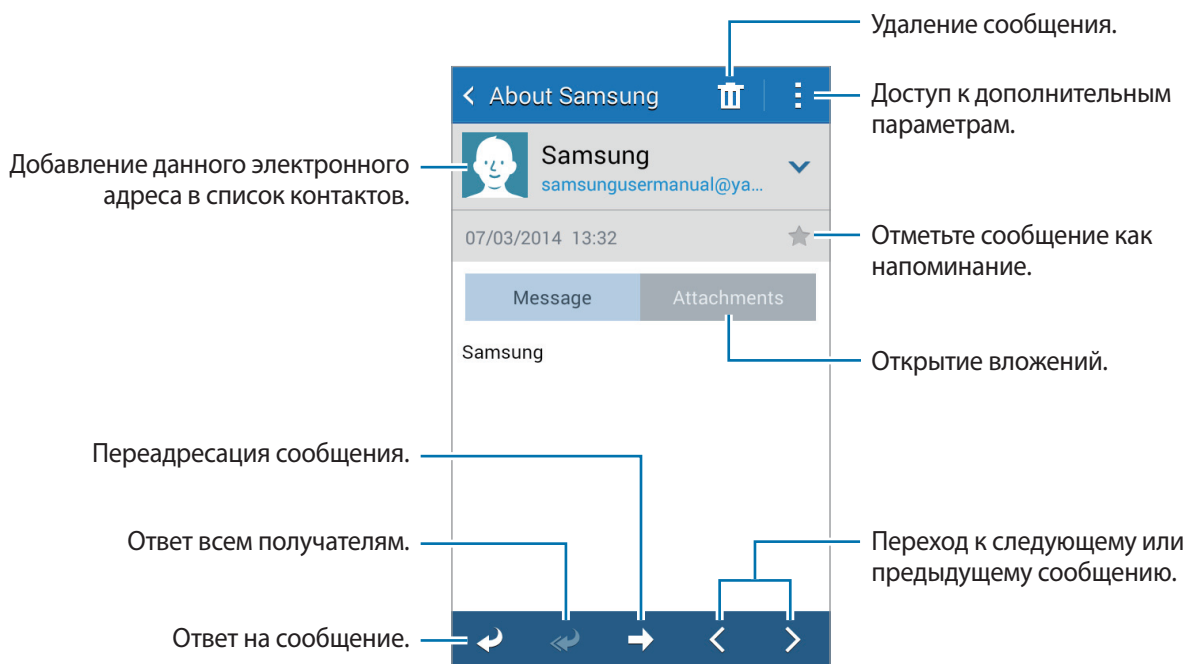 Удаление сообщения.
About Samsung
Доступ к дополнительным
параметрам.
Добавление данного электронного
адреса в список контактов.
Samsung
samsungusermanual@ya...
07/03/2014 13:32
Отметьте сообщение как
напоминание.
Message
Attachments
Samsung
Открытие вложений.
Переадресация сообщения.
Ответ всем получателям.
Переход к следующему или
предыдущему сообщению.
Ответ на сообщение.